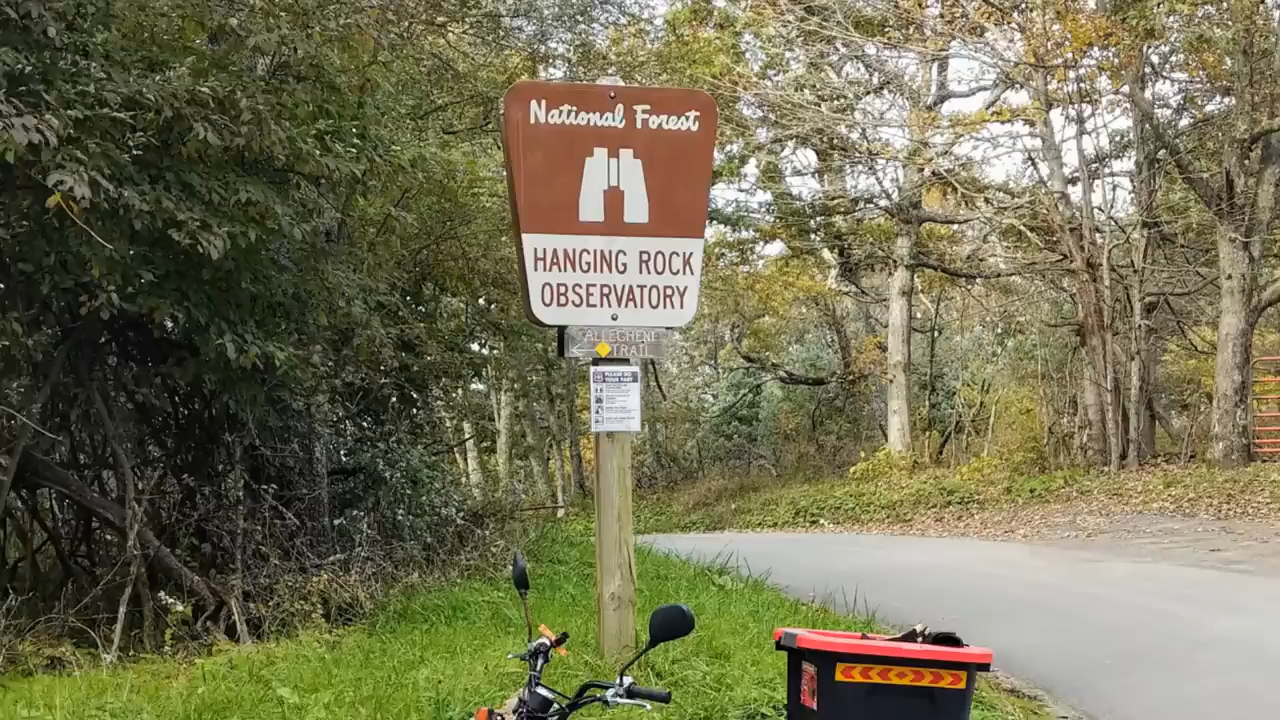 National Forest
HANGING ROCK
OBSERVATORY
ALLEGHENY
TRAIL
PLEASE DO
YOUR PART